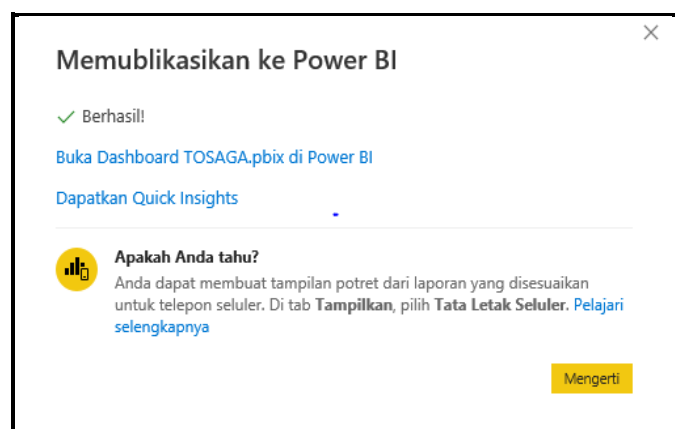 Memublikasikan ke Power BI
Berhasil!
Buka Dashboard TOSAGA.pbix di Power BI
Dapatkan Quick Insights
Apakah Anda tahu?
Anda dapat membuat tampilan potret dari laporan yang disesuaikan
untuk telepon seluler. Di tab Tampilkan, pilih Tata Letak Seluler. Pelajari
selengkapnya
Mengerti